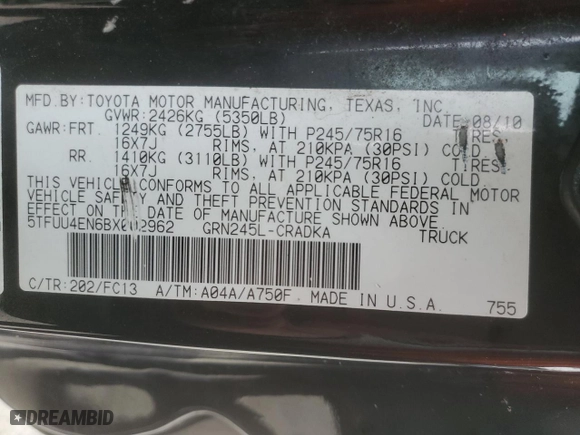 MFD.BY:TOYOTA MOTOR MANUFACTURING, TEXAS, INC.
GVWR:2426KG (5350LB) DATE:08/10
GAWR:FRT. 1249KG (2755LB) WITH P245/75R16 TIRES
16X7J RIMS, AT 210KPA (30PSI) COLD
RR. 1410KG (3110LB) WITH P245/75R16 TIRES
16X7J RIMS, AT 210KPA (30PSI) COLD
THIS VEHICLE CONFORMS TO ALL APPLICABLE FEDERAL MOTOR
VEHICLE SAFETY AND THEFT PREVENTION STANDARDS IN
EFFECT ON THE DATE OF MANUFACTURE SHOWN ABOVE.
5TFUU4EN6BX002962 GRN245L-CRADKA TRUCK
C/TR:202/FC13 A/TM:A04A/A750F. MADE IN U.S.A. 755
DREAMBID